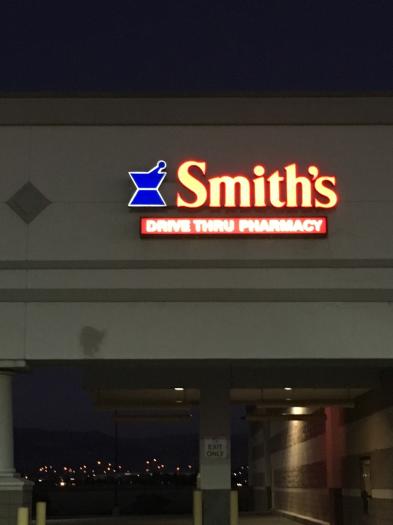 Smith's
DRIVE THRU PHARMACY
EXIT
ONLY